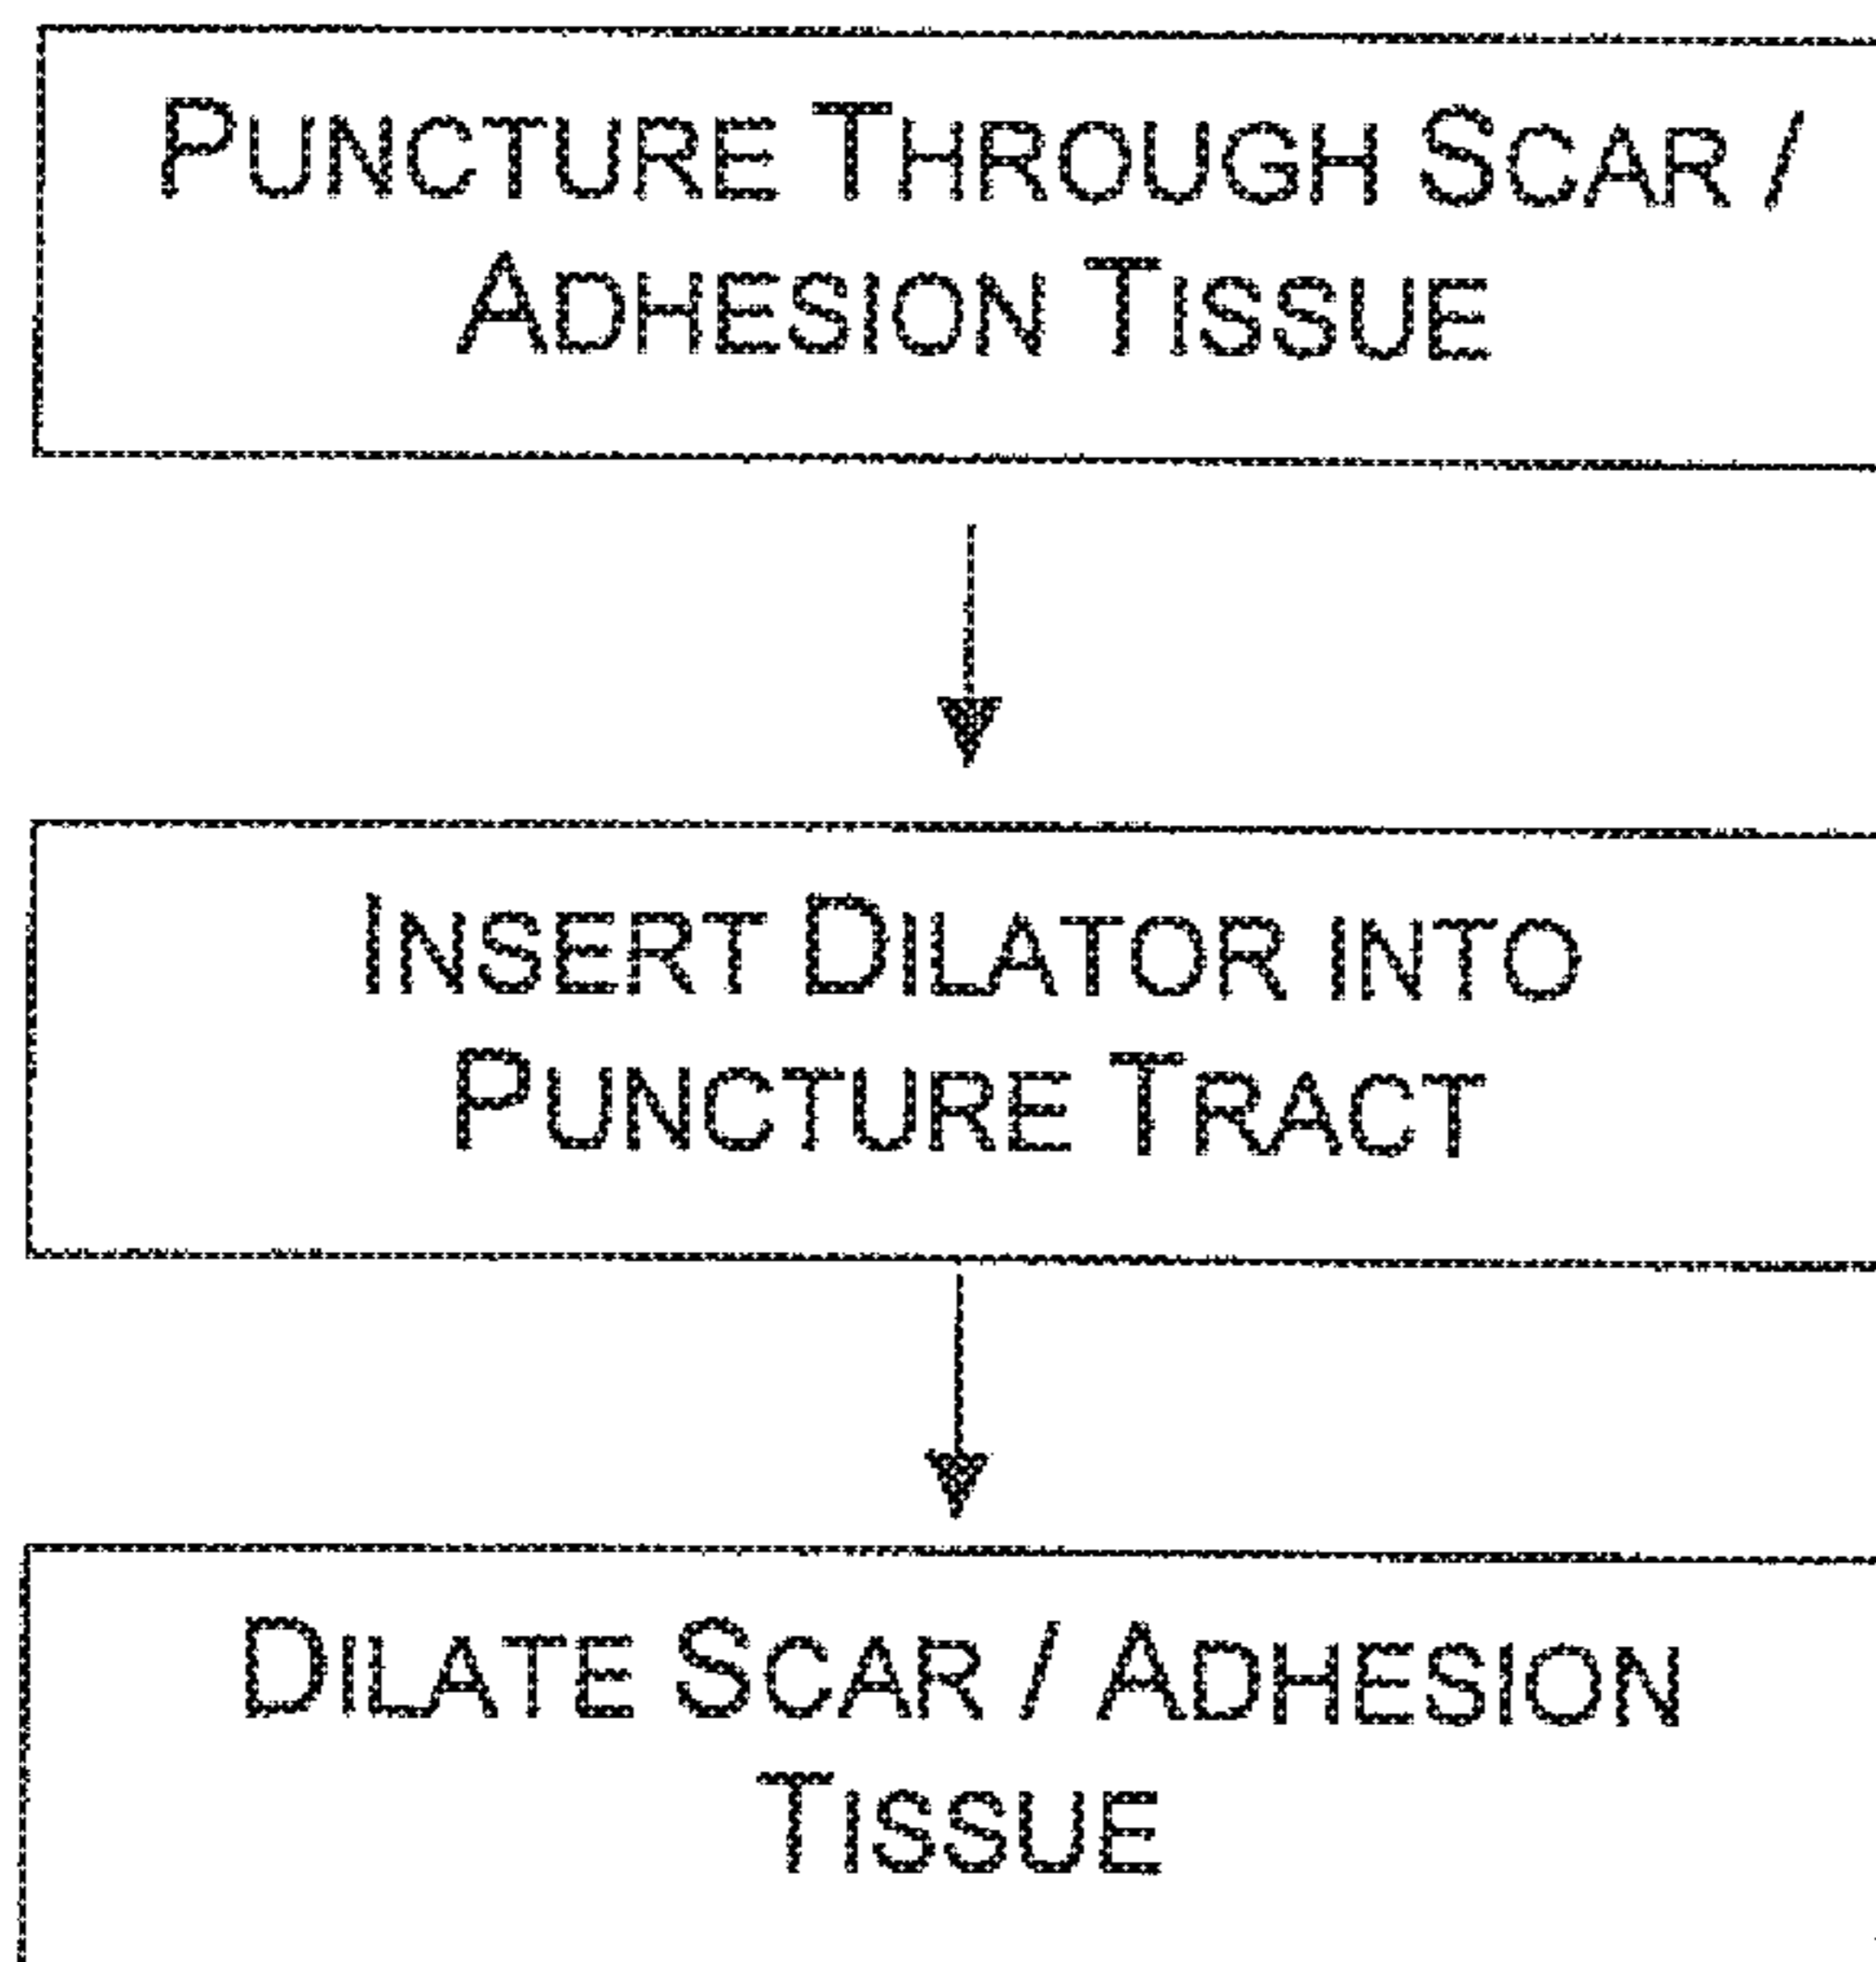 PUNCTURE THROUGH SCAR /
ADHESION TISSUE
INSERT DILATOR INTO
PUNCTURE TRACT
DILATE SCAR / ADHESION
TISSUE